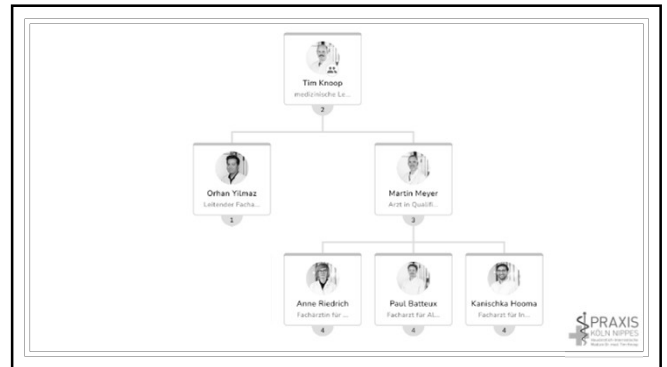 Tim Knoop
medizinische Le...
2
Orhan Yilmaz
Leitender Facha...
1
Martin Meyer
Arzt in Qualifi...
3
Anne Riedrich
Fachärztin für ...
4
Paul Batteux
Facharzt für Al...
4
Kanischka Hooma
Facharzt für In...
4
PRAXIS
KÖLN NIPPES